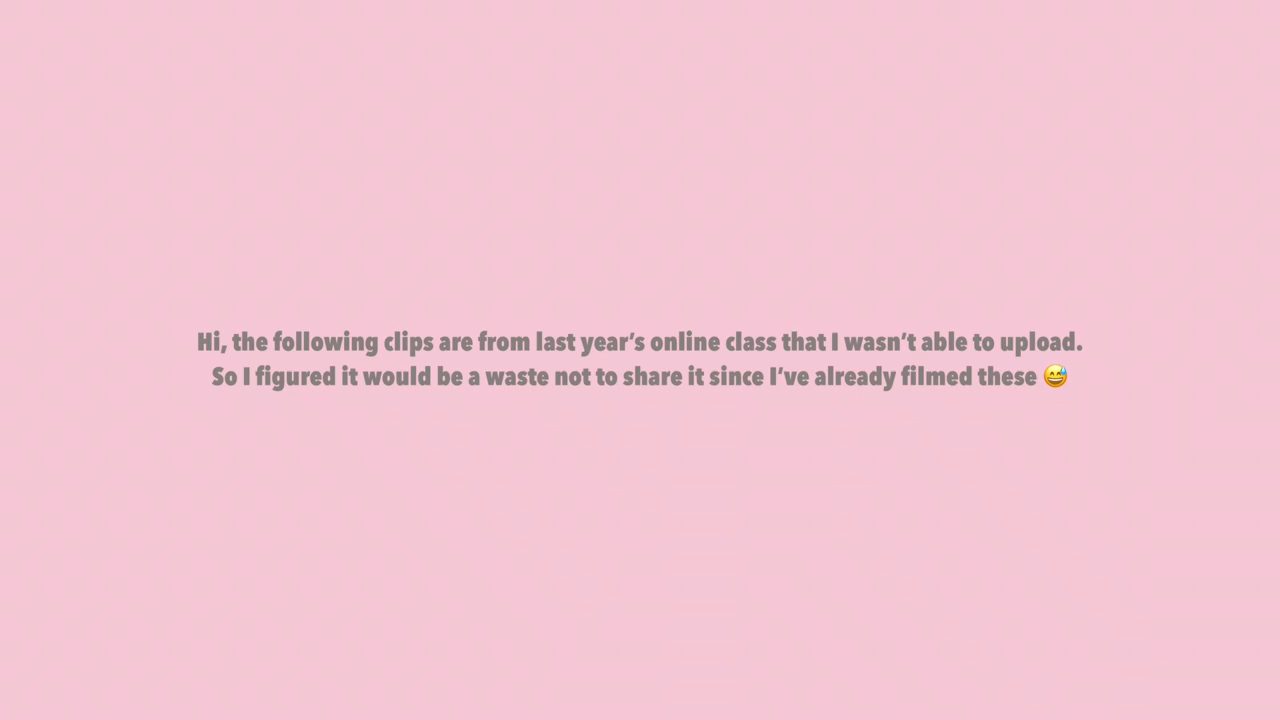 Hi, the following clips are from last year’s online class that I wasn’t able to upload.
So I figured it would be a waste not to share it since I’ve already filmed these 😅